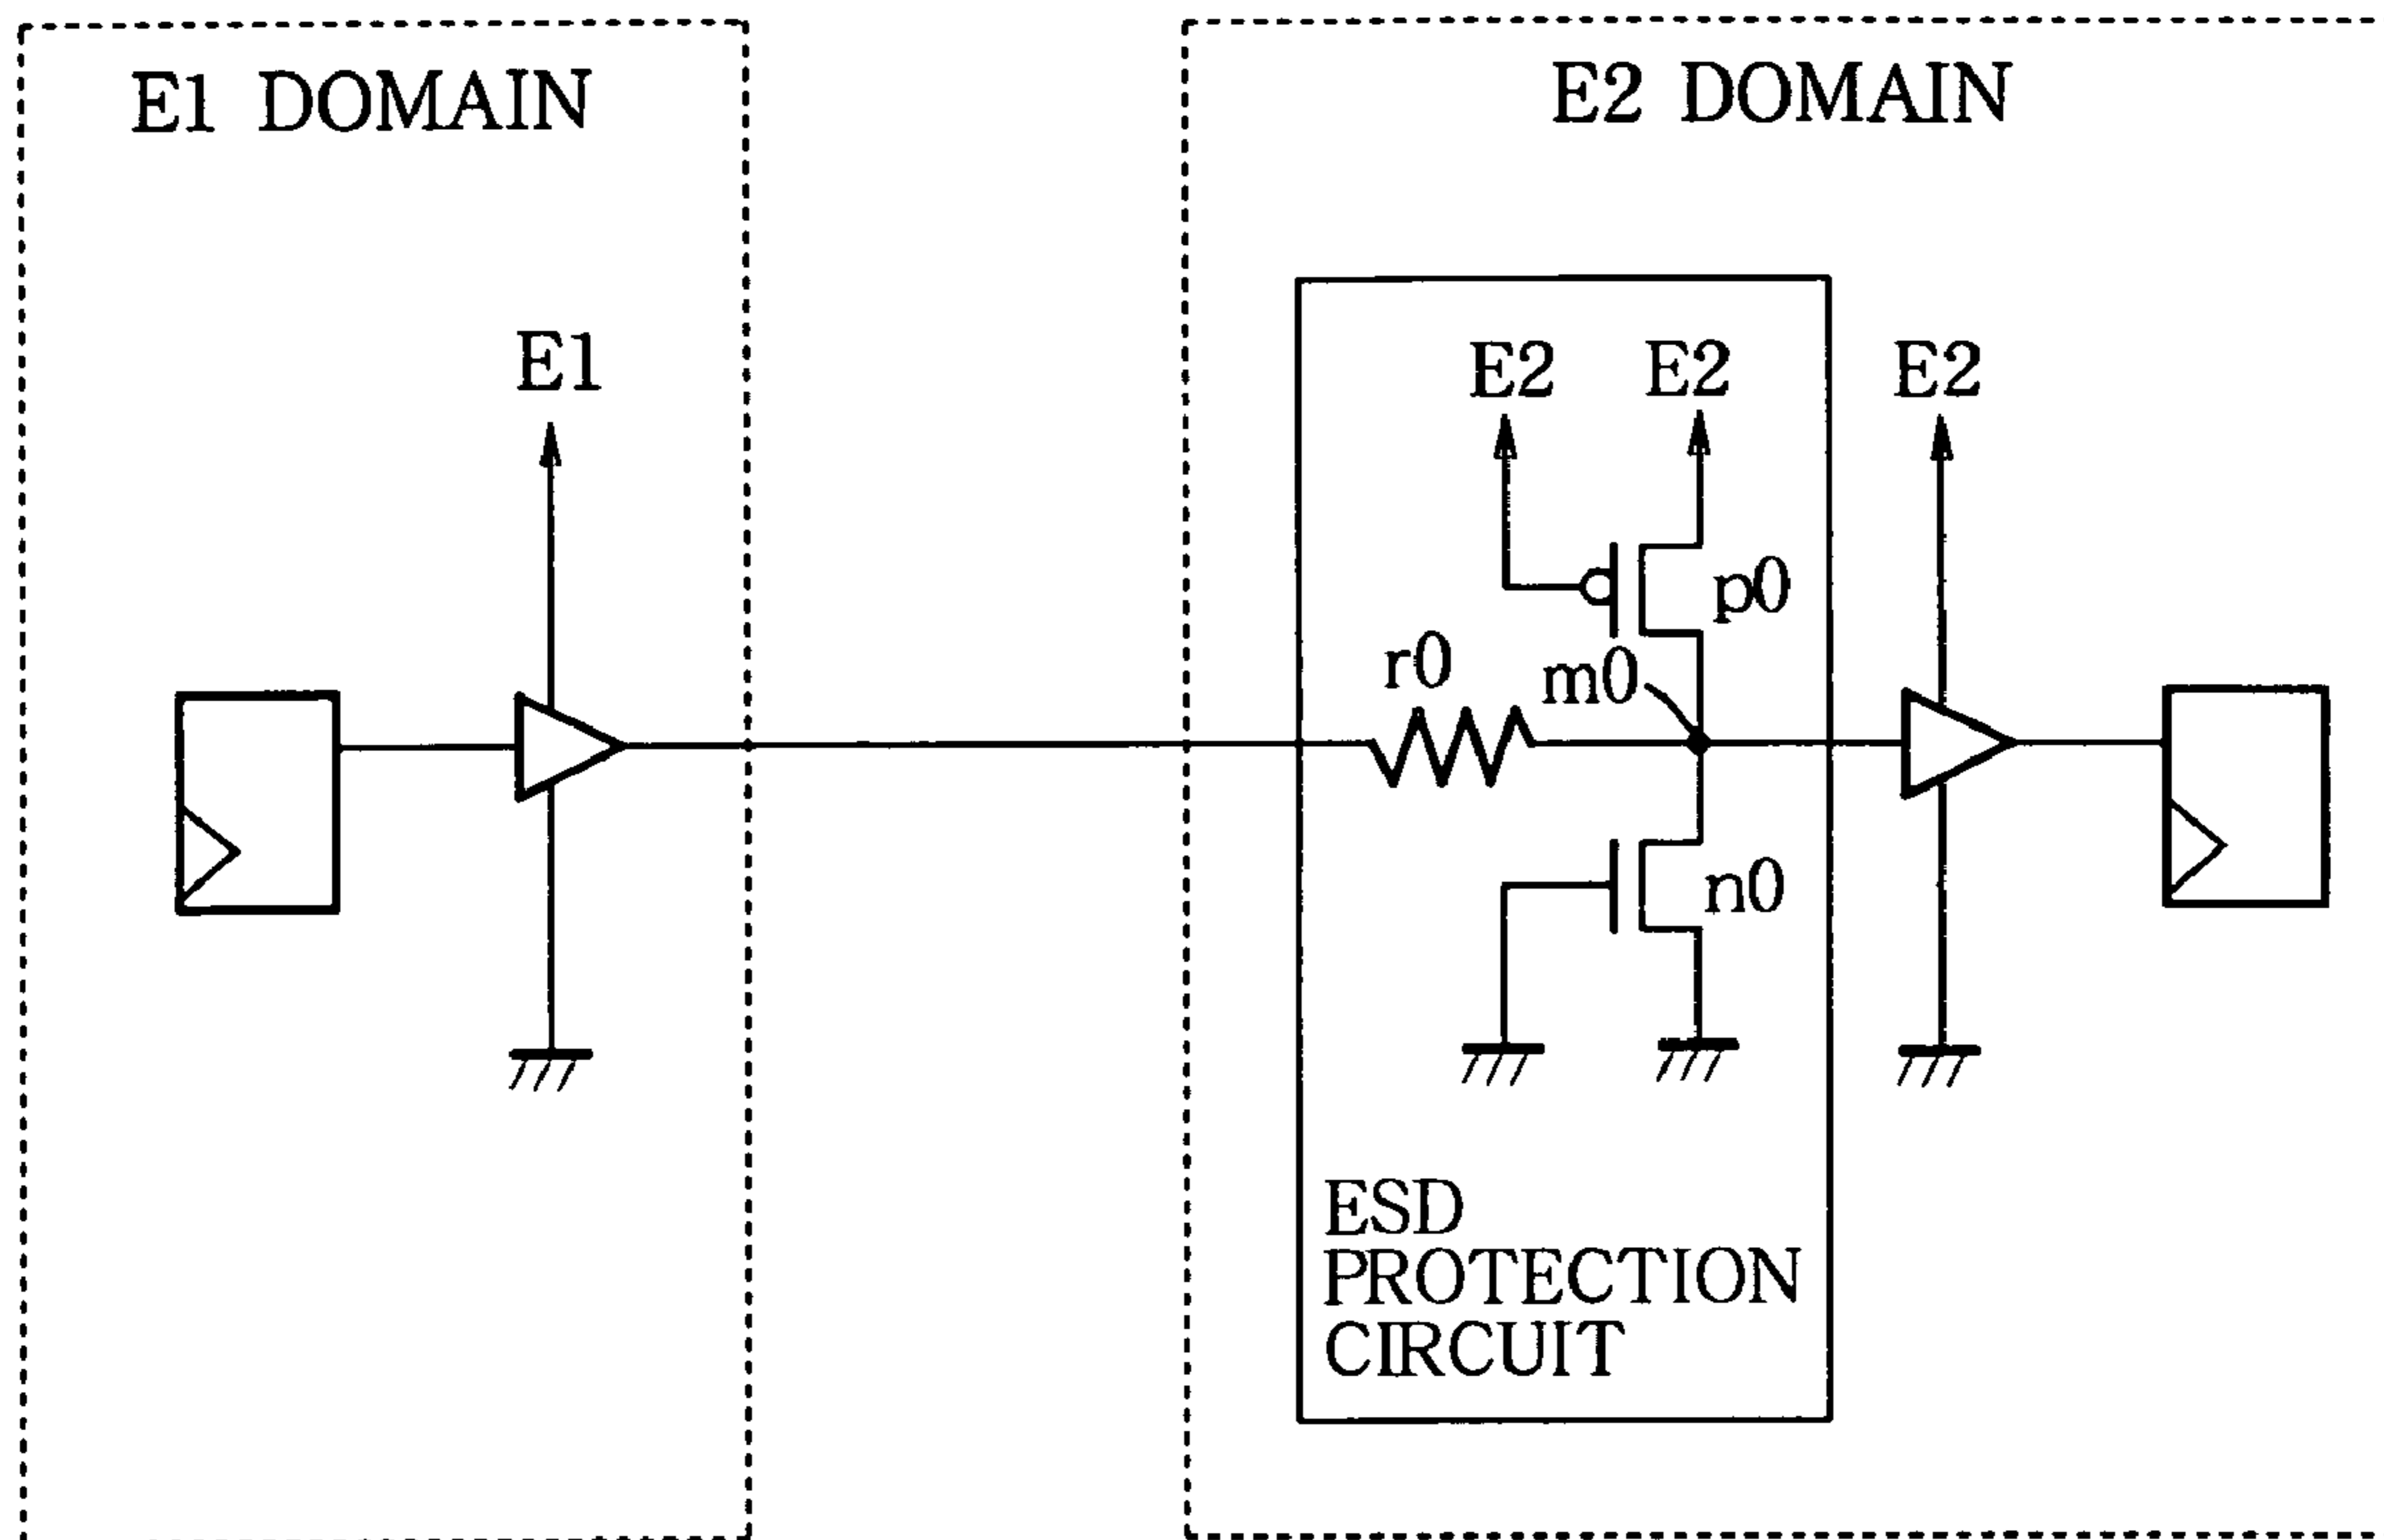 E1 DOMAIN
E2 DOMAIN
E1
E2
E2
E2
p0
r0
m0
n0
ESD
PROTECTION
CIRCUIT